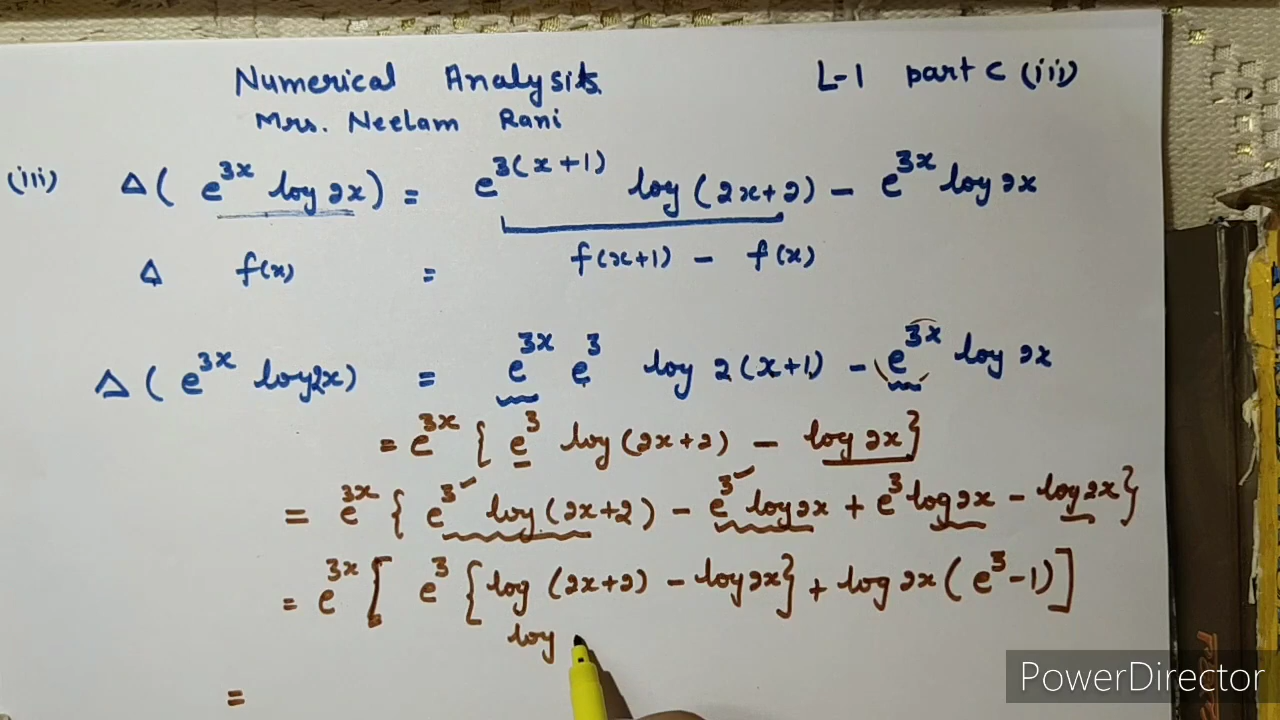 Numerical Analysits. L-1 part C (iii)
Mrs. Neelam Rani
(iii) Δ( e^3x log 2x) = e^3(x+1) log (2x+2) - e^3x log 2x
Δ f(x) = f(x+1) - f(x)
Δ ( e^3x log 2x) = e^3x e^3 log 2(x+1) - e^3x log 2x
= e^3x { e^3 log (2x+2) - log 2x}
= e^3x { e^3 log (2x+2) - e^3 log 2x + e^3 log 2x - log 2x}
= e^3x [ e^3 {log (2x+2) - log 2x} + log 2x ( e^3 -1)]
log
=
PowerDirector